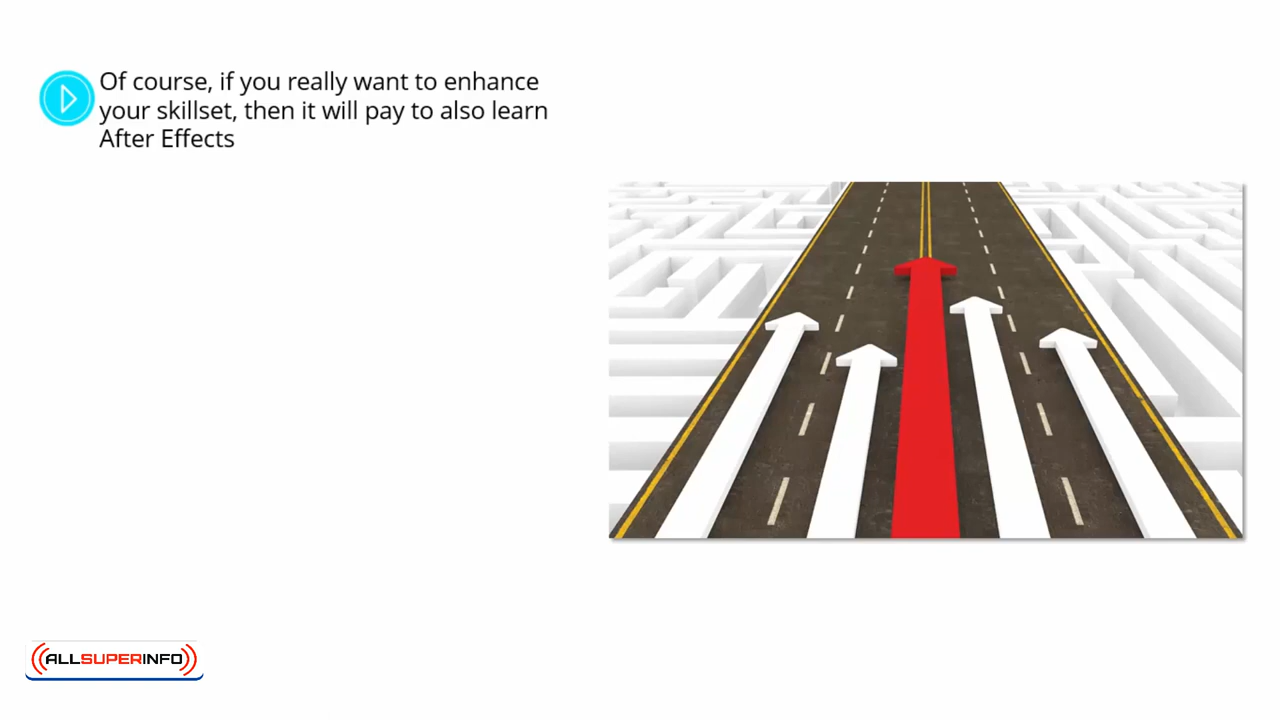 Of course, if you really want to enhance
your skillset, then it will pay to also learn
After Effects
ALLSUPERINFO